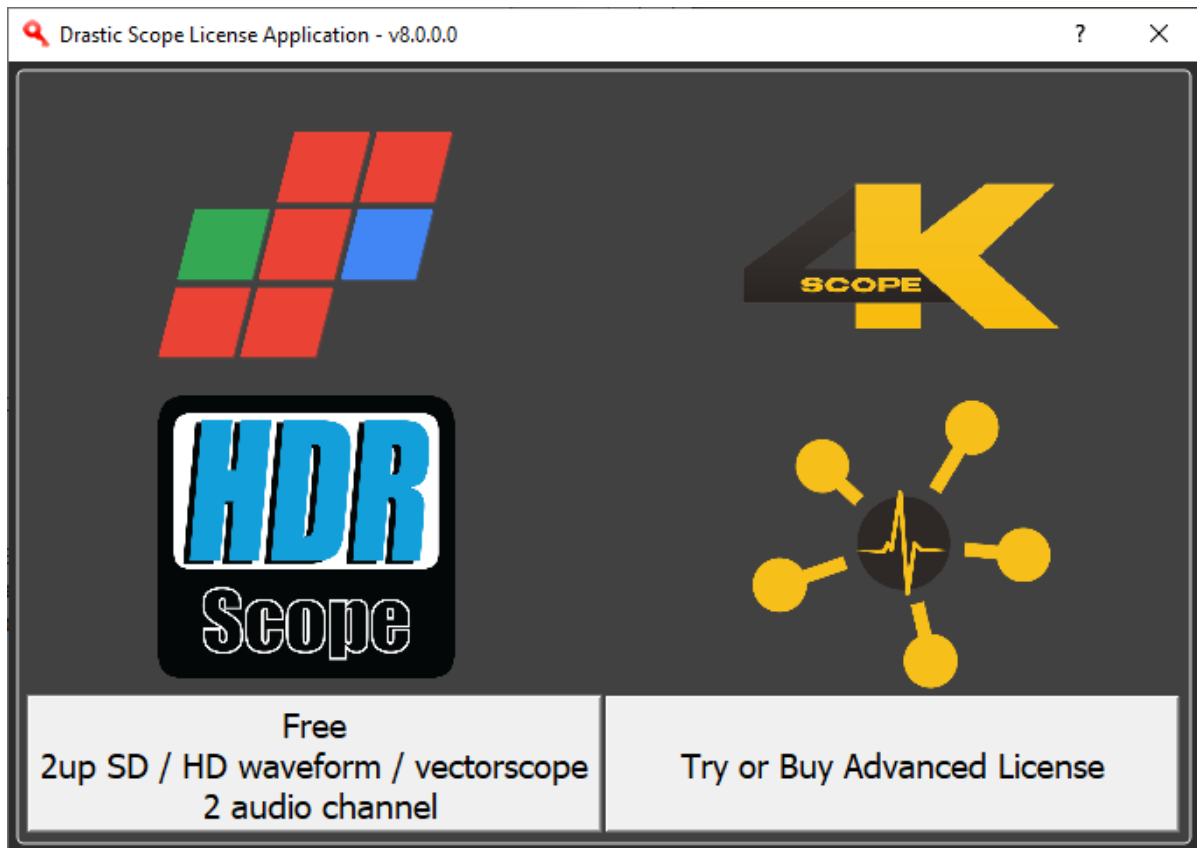 Drastic Scope License Application - v8.0.0.0
4K
SCOPE
HDR
Scope
Free
2up SD / HD waveform / vectorscope
2 audio channel
Try or Buy Advanced License